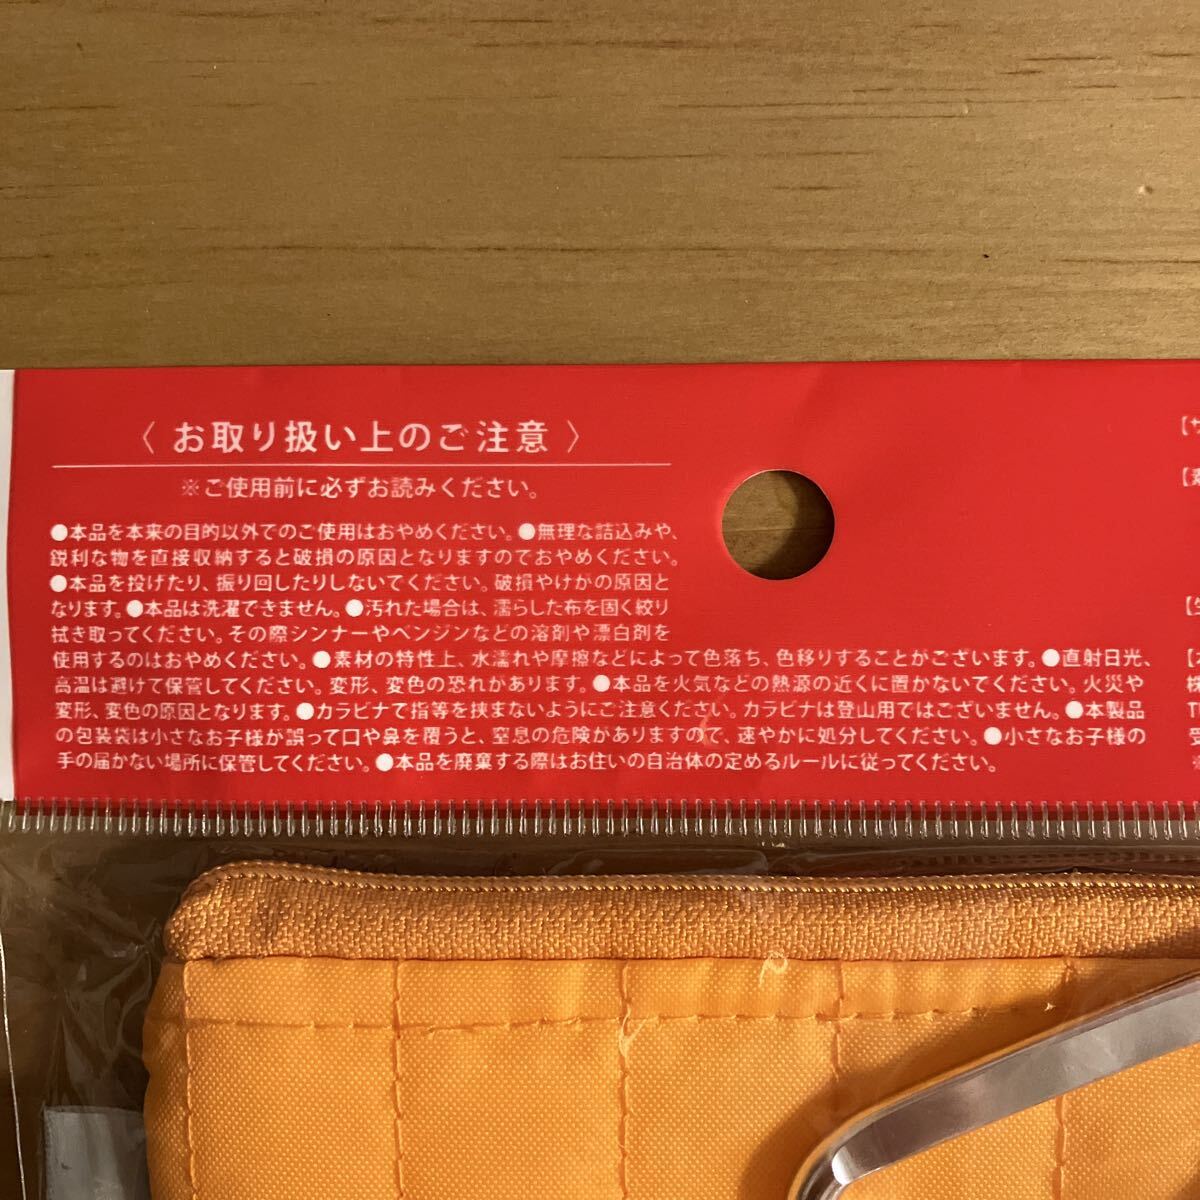 〈 お取り扱い上のご注意 〉
※ご使用前に必ずお読みください。
●本品を本来の目的以外でのご使用はおやめください。●無理な詰込みや、
鋭利な物を直接収納すると破損の原因となりますのでおやめください。
●本品を投げたり、振り回したりしないでください。破損やけがの原因と
なります。●本品は洗濯できません。●汚れた場合は、濡らした布を固く絞り
拭き取ってください。その際シンナーやベンジンなどの溶剤や漂白剤を
使用するのはおやめください。●素材の特性上、水濡れや摩擦などによって色落ち、色移りすることがございます。●直射日光、
高温は避けて保管してください。変形、変色の恐れがあります。●本品を火気などの熱源の近くに置かないでください。火災や
変形、変色の原因となります。●カラビナで指等を挟まないようにご注意ください。カラビナは登山用ではございません。●本製品
の包装袋は小さなお子様が誤って口や鼻を覆うと、窒息の危険がありますので、速やかに処分してください。●小さなお子様の
手の届かない場所に保管してください。●本品を廃棄する際はお住いの自治体の定めるルールに従ってください。